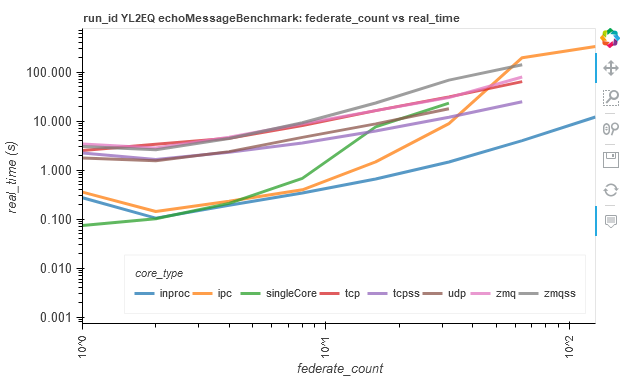 run_id YL2EQ echoMessageBenchmark: federate_count vs real_time
100.000
10.000
1.000
0.100
0.010
0.001
real_time (s)
core_type
inproc ipc singleCore tcp tcpss udp zmq zmqss
10^0 10^1 10^2
federate_count